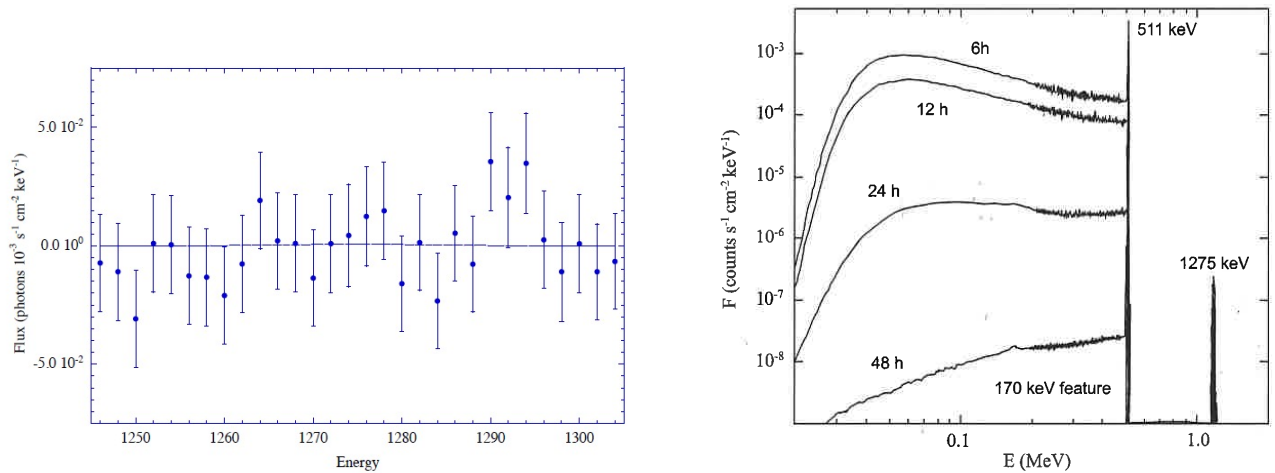 5.0 10-2
0.0 10⁰
-5.0 10-2
Flux (photons 10-3 s-1 cm-2 keV-1)
1250
1260
1270
1280
1290
1300
Energy
10-3
10-4
10-5
10-6
10-7
10-8
F (counts s-1 cm-2 keV-1)
6h
12 h
24 h
48 h
511 keV
1275 keV
170 keV feature
0.1
1.0
E (MeV)